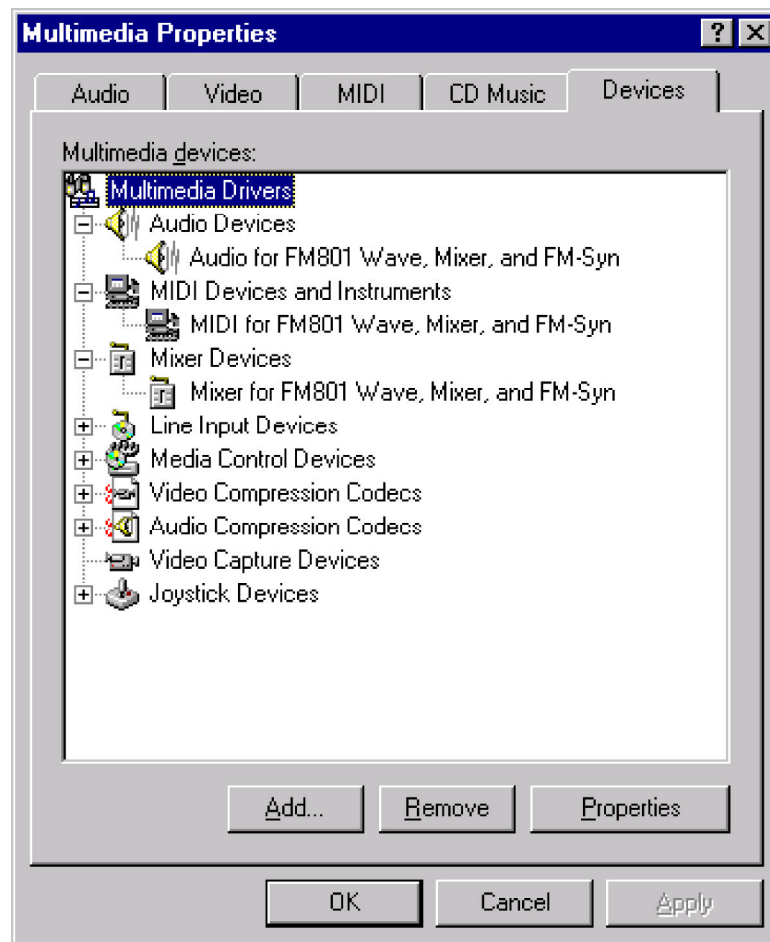 Multimedia Properties
Audio Video MIDI CD Music Devices
Multimedia devices:
Multimedia Drivers
Audio Devices
Audio for FM801 Wave, Mixer, and FM-Syn
MIDI Devices and Instruments
MIDI for FM801 Wave, Mixer, and FM-Syn
Mixer Devices
Mixer for FM801 Wave, Mixer, and FM-Syn
Line Input Devices
Media Control Devices
Video Compression Codecs
Audio Compression Codecs
Video Capture Devices
Joystick Devices
Add... Remove Properties
OK Cancel Apply